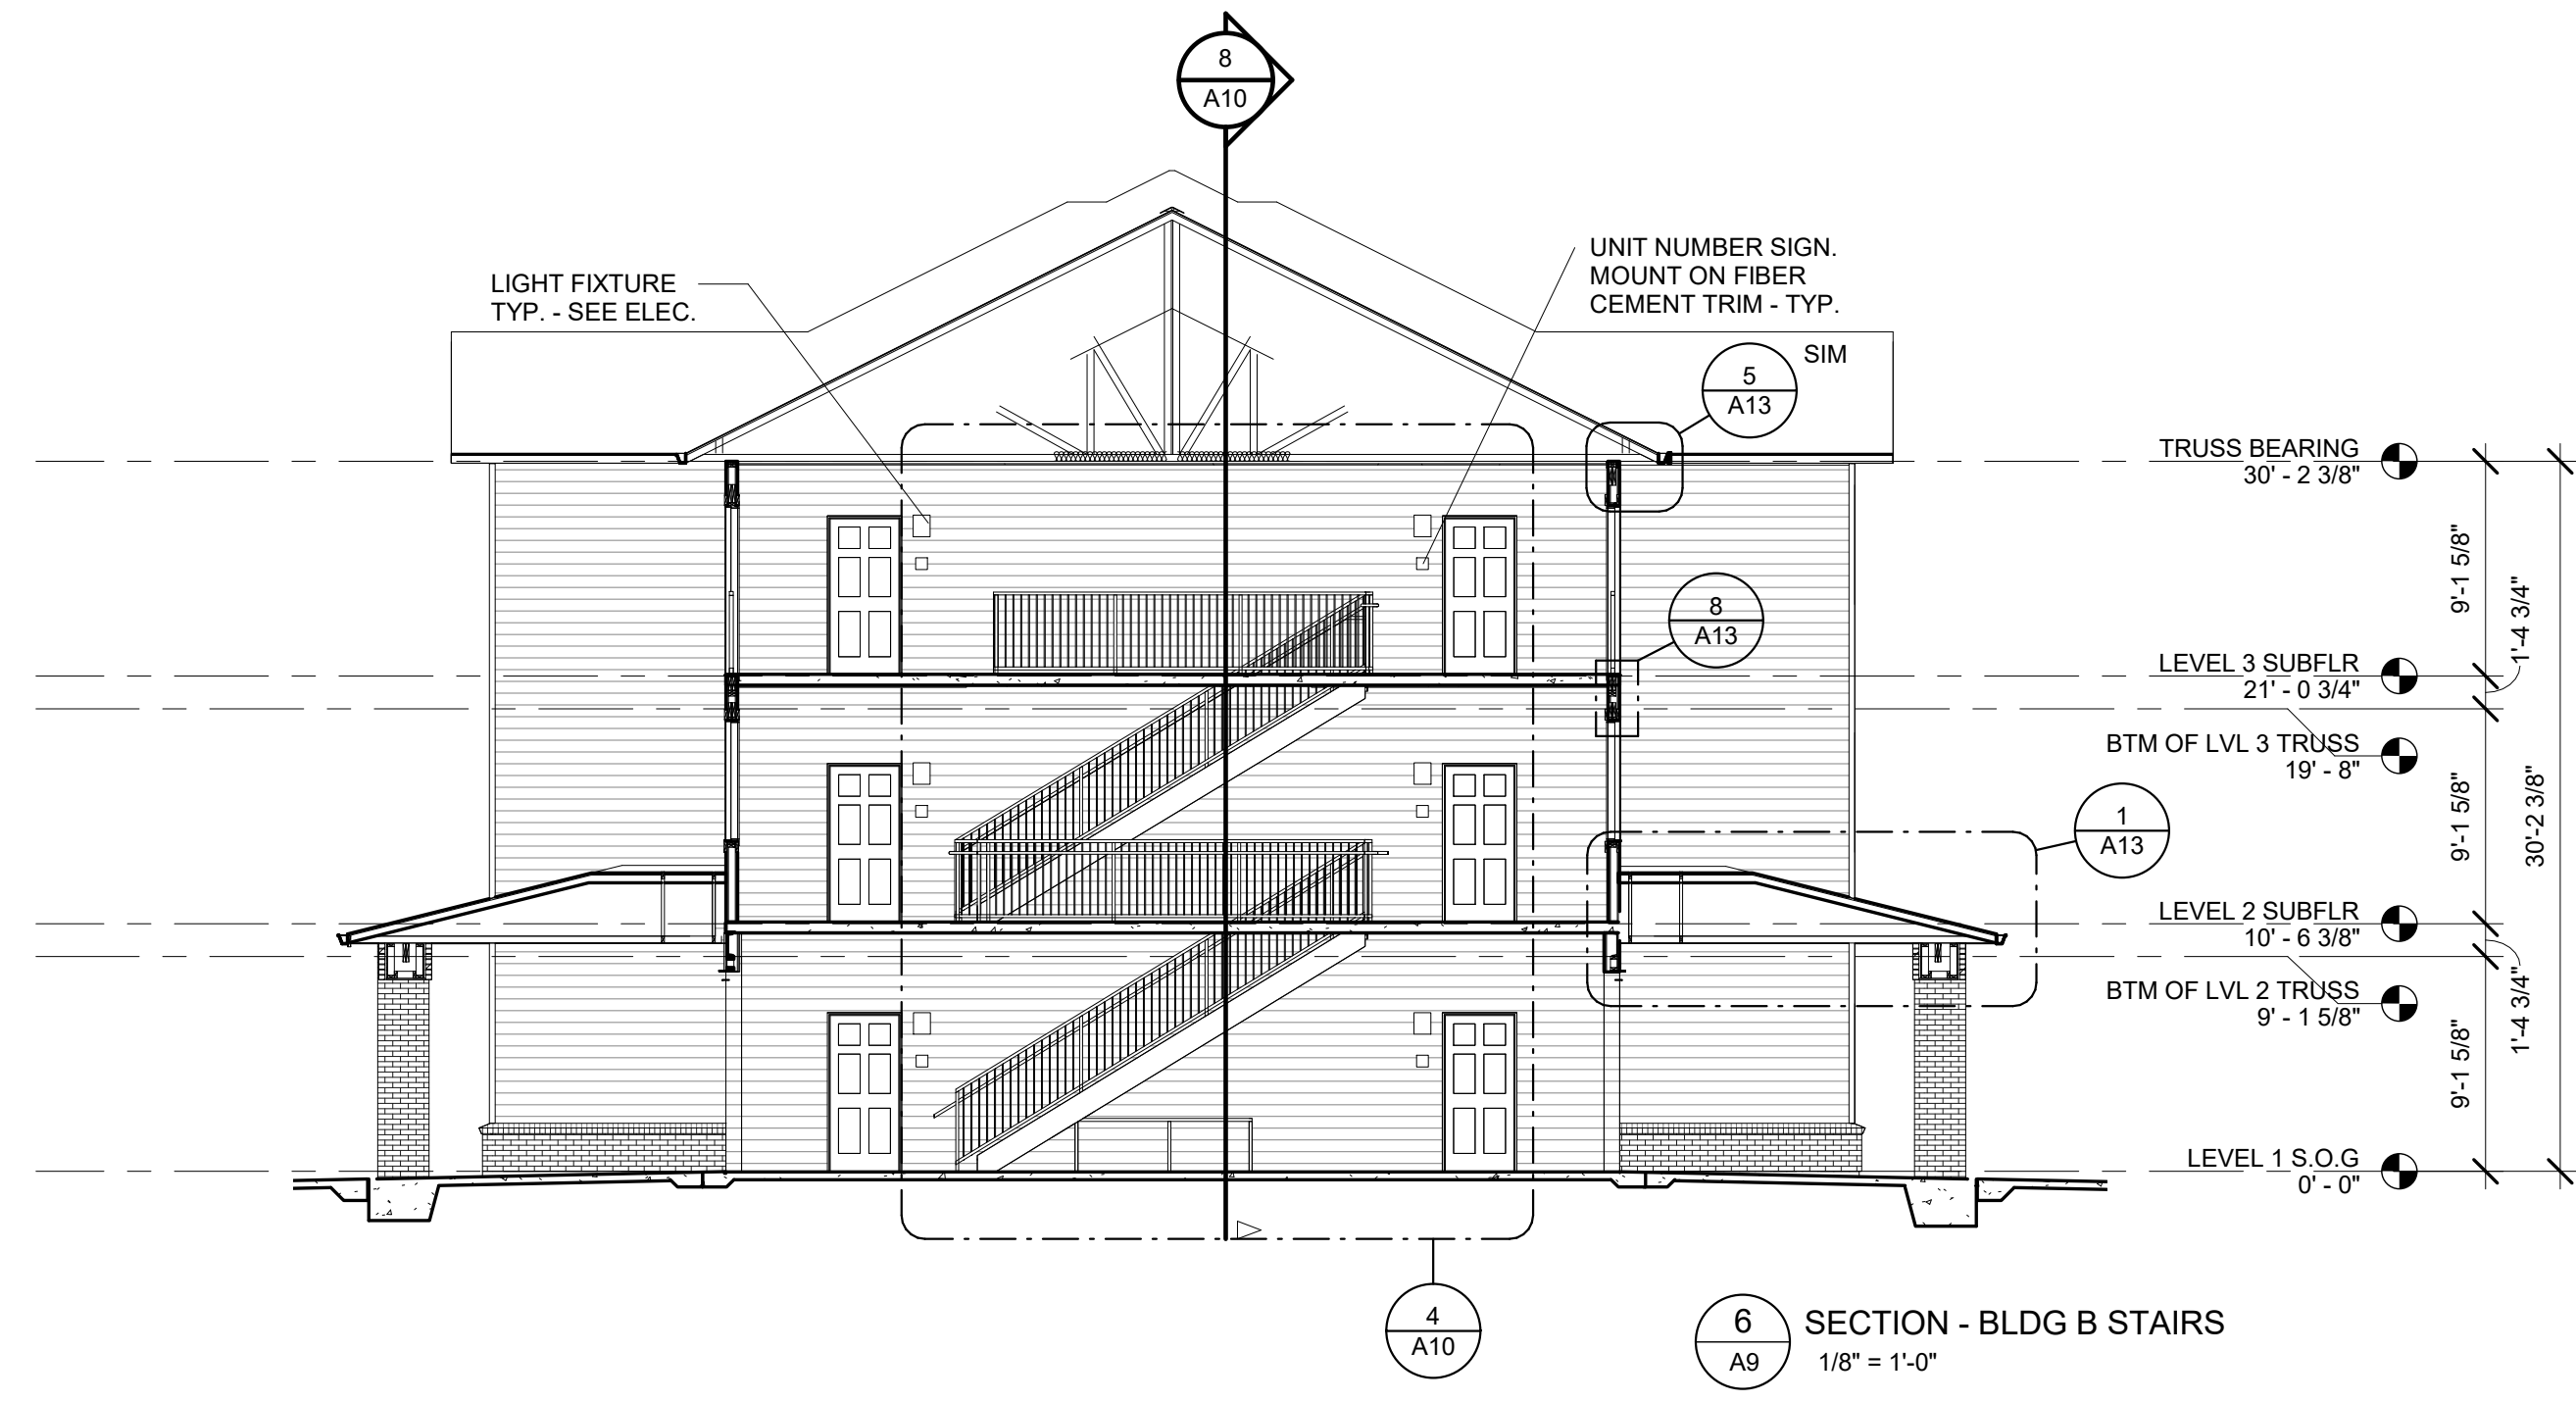 8
A10
LIGHT FIXTURE
TYP. - SEE ELEC.
UNIT NUMBER SIGN.
MOUNT ON FIBER
CEMENT TRIM - TYP.
SIM
5
A13
TRUSS BEARING
30' - 2 3/8"
9'-1 5/8"
8
A13
1'-4 3/4"
LEVEL 3 SUBFLR
21' - 0 3/4"
BTM OF LVL 3 TRUSS
19' - 8"
9'-1 5/8"
30'-2 3/8"
1
A13
LEVEL 2 SUBFLR
10' - 6 3/8"
BTM OF LVL 2 TRUSS
9' - 1 5/8"
1'-4 3/4"
9'-1 5/8"
LEVEL 1 S.O.G
0' - 0"
4
A10
6
A9
SECTION - BLDG B STAIRS
1/8" = 1'-0"